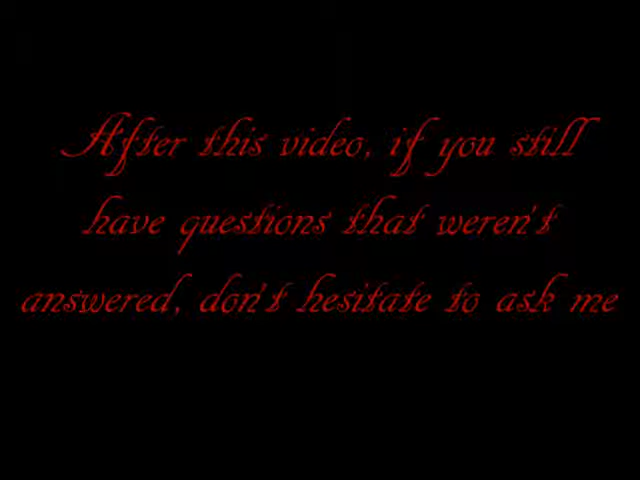 After this video, if you still
have questions that weren't
answered, don't hesitate to ask me